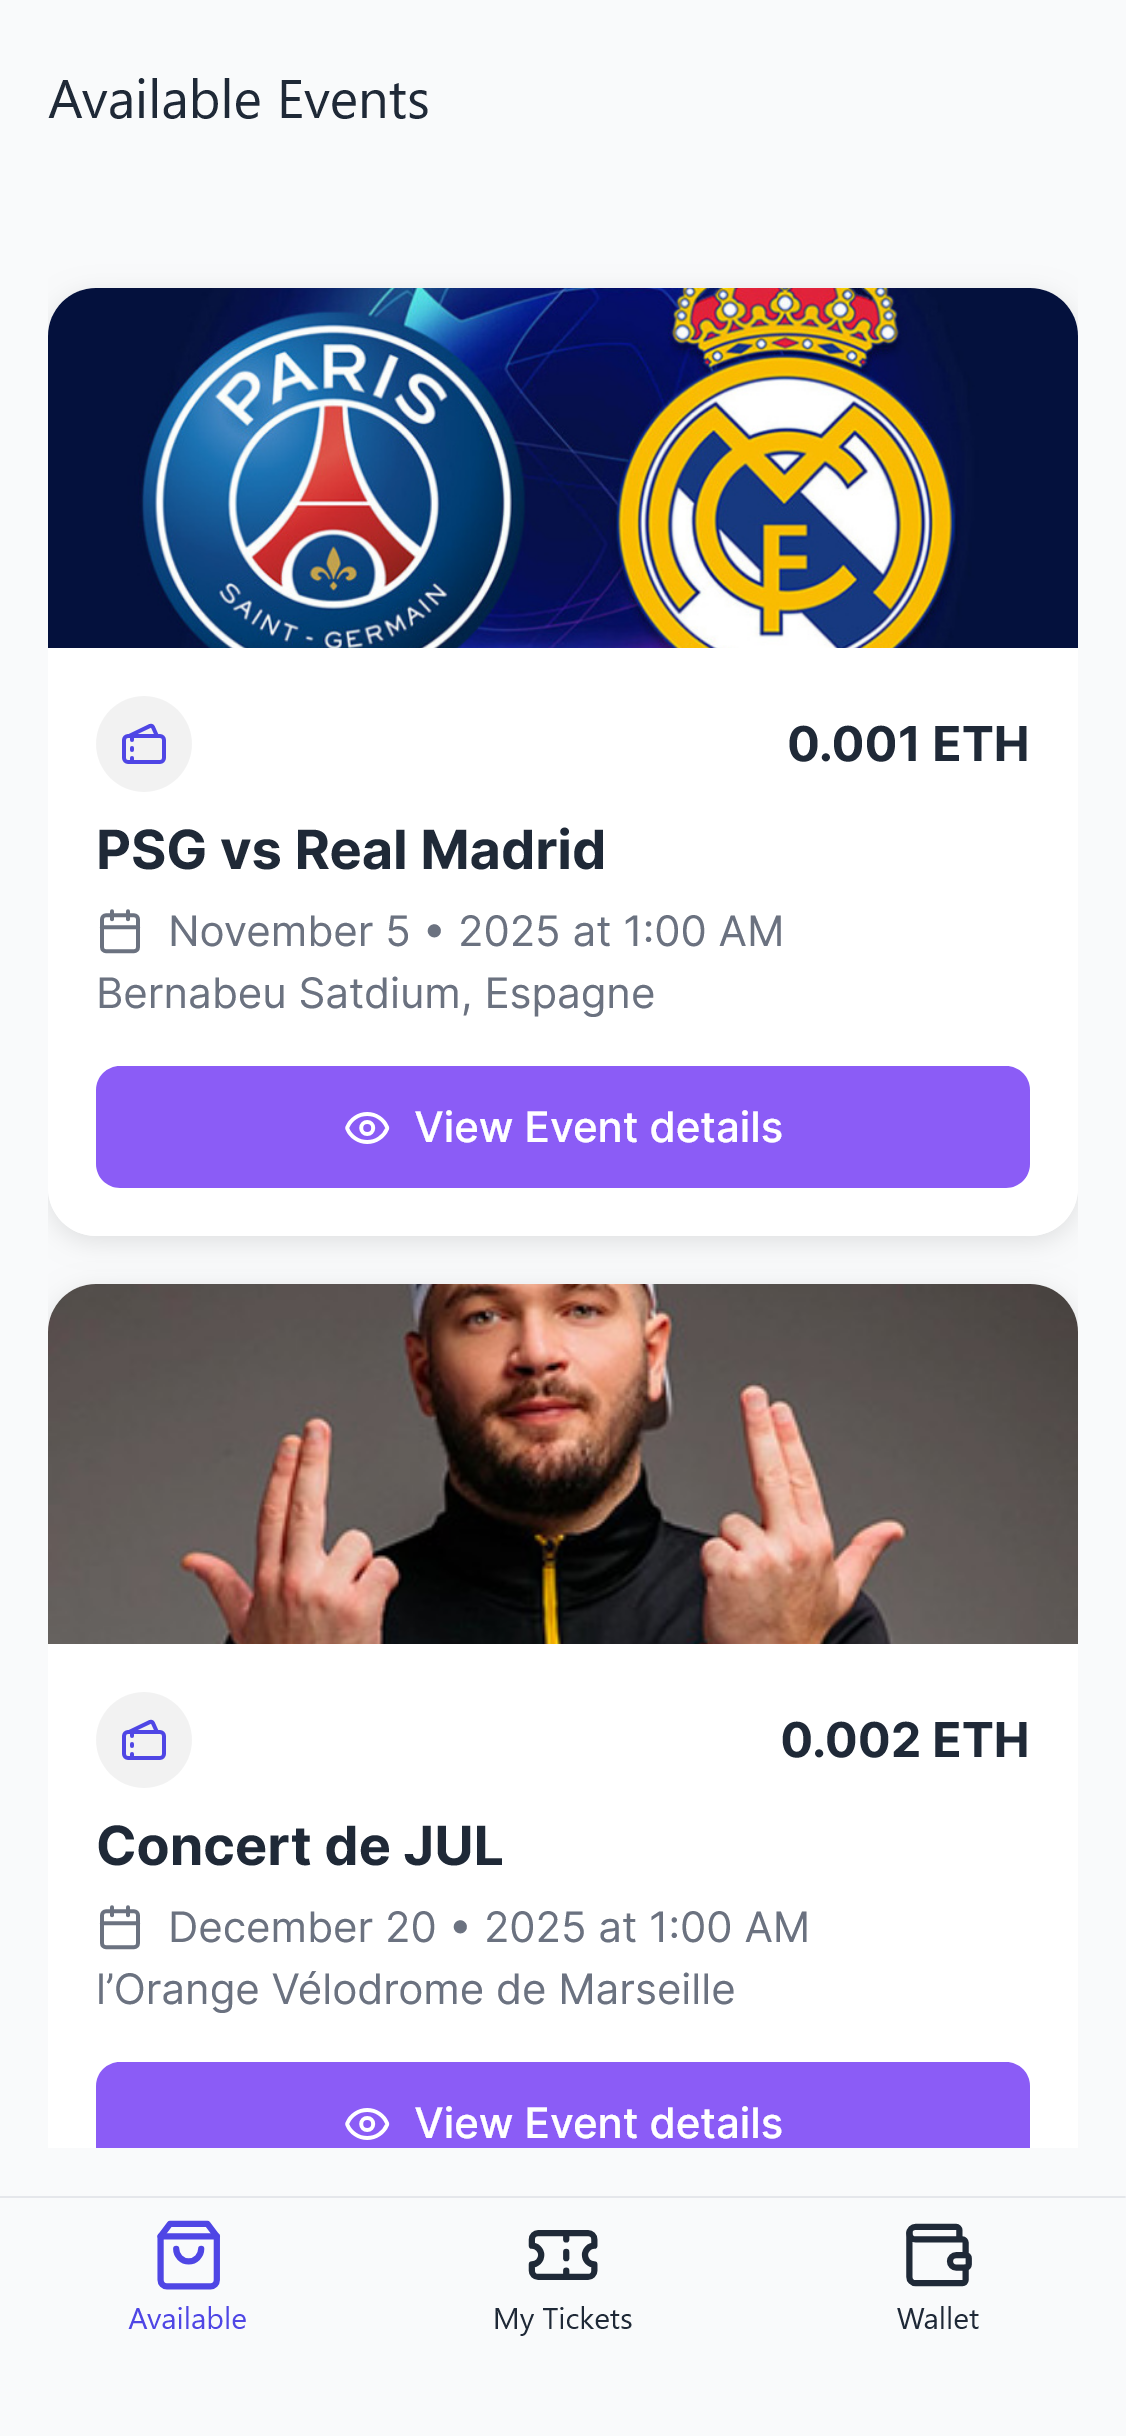 Available Events
PARIS
SAINT - GERMAIN
0.001 ETH
PSG vs Real Madrid
November 5 • 2025 at 1:00 AM
Bernabeu Satdium, Espagne
View Event details
0.002 ETH
Concert de JUL
December 20 • 2025 at 1:00 AM
l’Orange Vélodrome de Marseille
View Event details
Available
My Tickets
Wallet